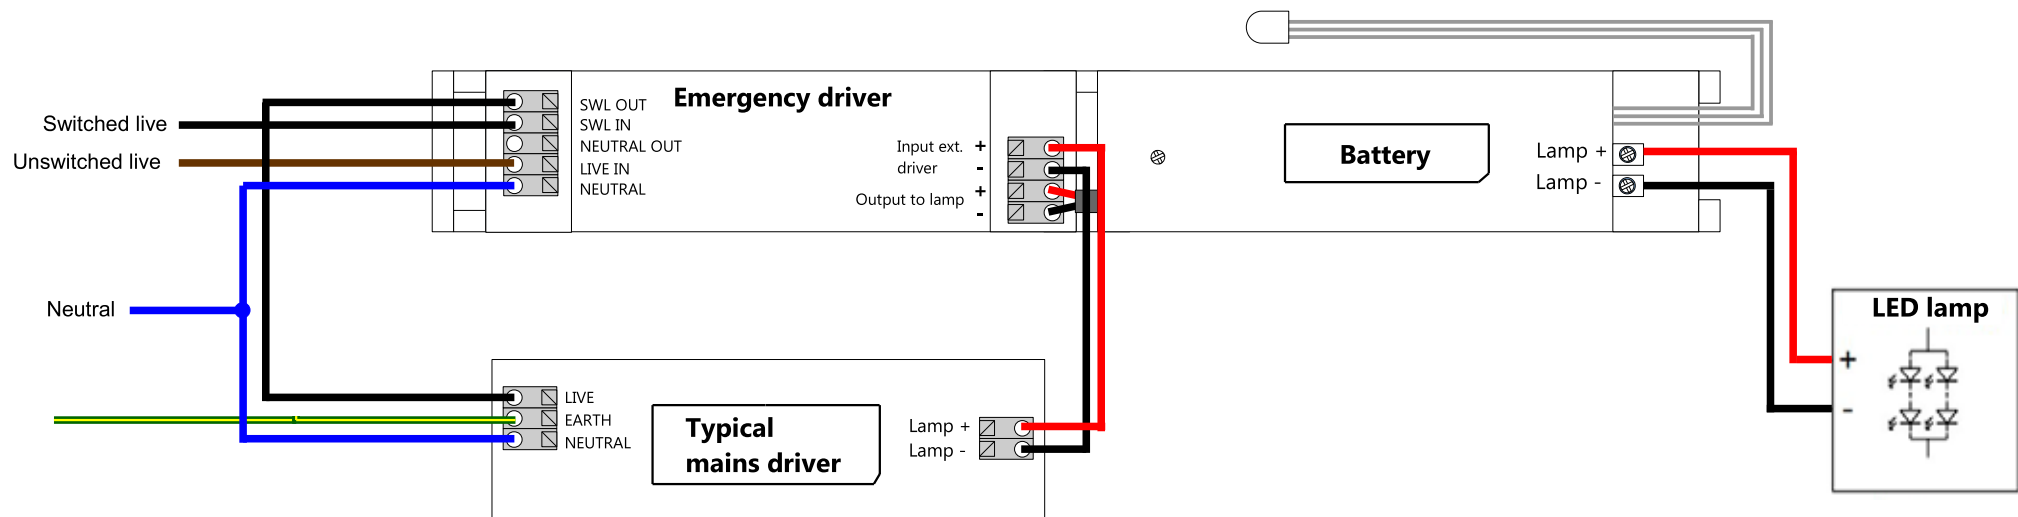 Emergency driver
SWL OUT
Switched live
SWL IN
NEUTRAL OUT
Unswitched live
LIVE IN
NEUTRAL
Input ext. +
driver -
Output to lamp +
-
Battery
Lamp +
Lamp -
Neutral
LED lamp
+
-
LIVE
EARTH
NEUTRAL
Typical
mains driver
Lamp +
Lamp -